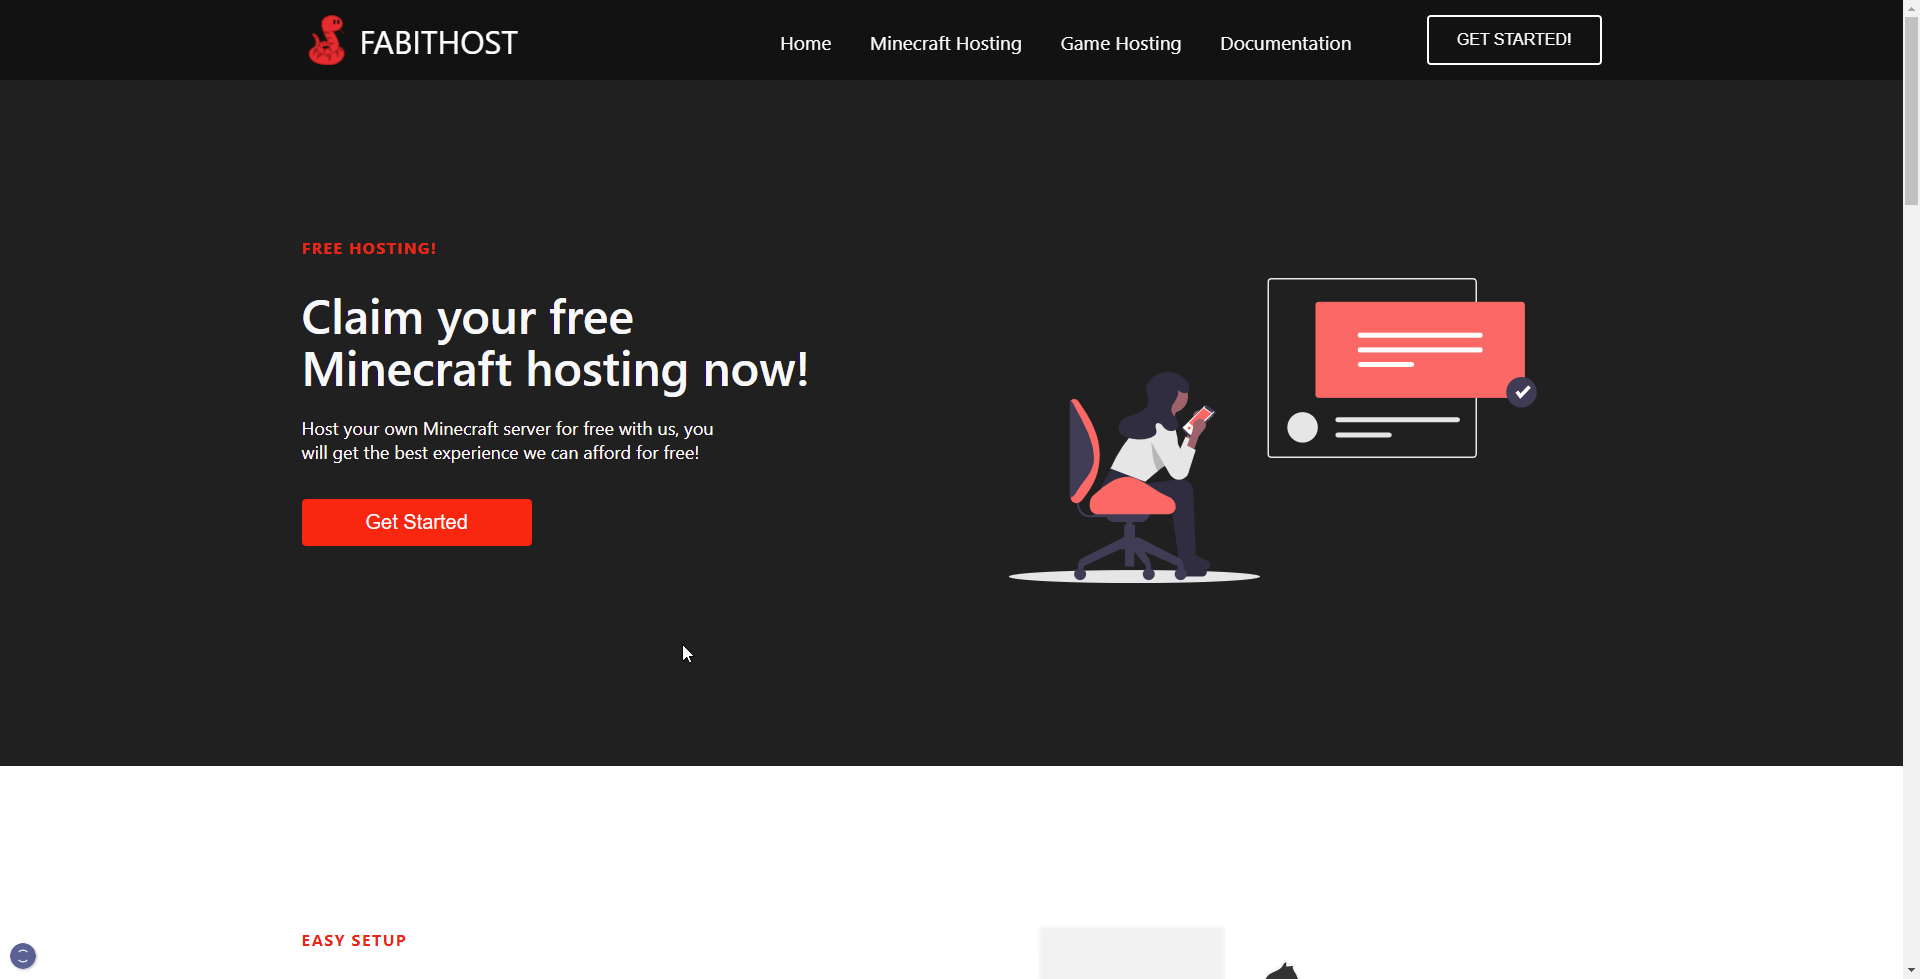 FABITHOST
Home
Minecraft Hosting
Game Hosting
Documentation
GET STARTED!
FREE HOSTING!
Claim your free
Minecraft hosting now!
Host your own Minecraft server for free with us, you
will get the best experience we can afford for free!
Get Started
EASY SETUP